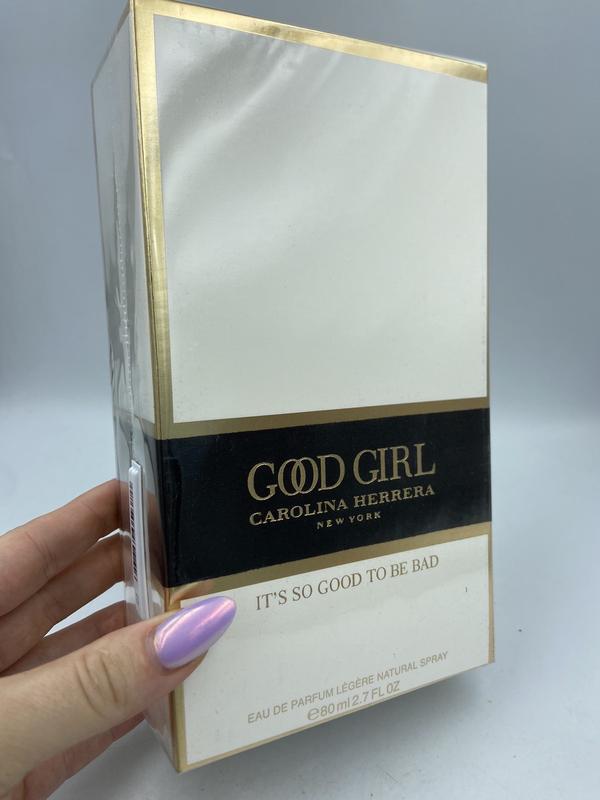 GOOD GIRL
CAROLINA HERRERA
NEW YORK
IT'S SO GOOD TO BE BAD
EAU DE PARFUM LÉGÈRE NATURAL SPRAY
℮80 ml 2.7 FL OZ